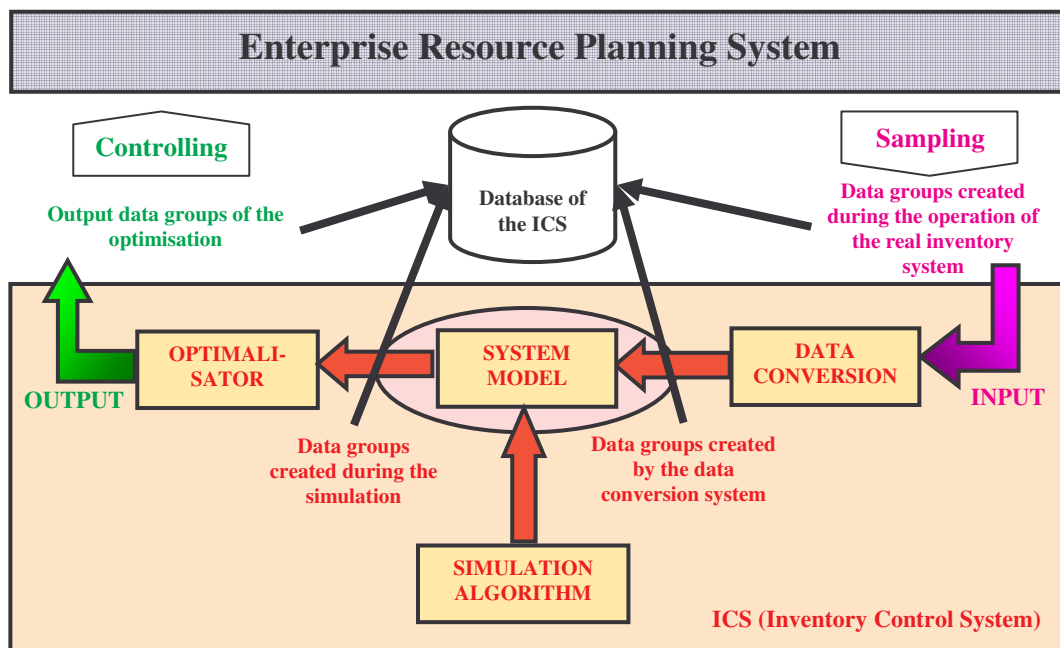 Enterprise Resource Planning System
Controlling
Sampling
Database of
the ICS
Output data groups of the
optimisation
Data groups created
during the operation of
the real inventory
system
OPTIMALI-
SATOR
SYSTEM
MODEL
DATA
CONVERSION
OUTPUT
INPUT
Data groups
created during the
simulation
Data groups created
by the data
conversion system
SIMULATION
ALGORITHM
ICS (Inventory Control System)